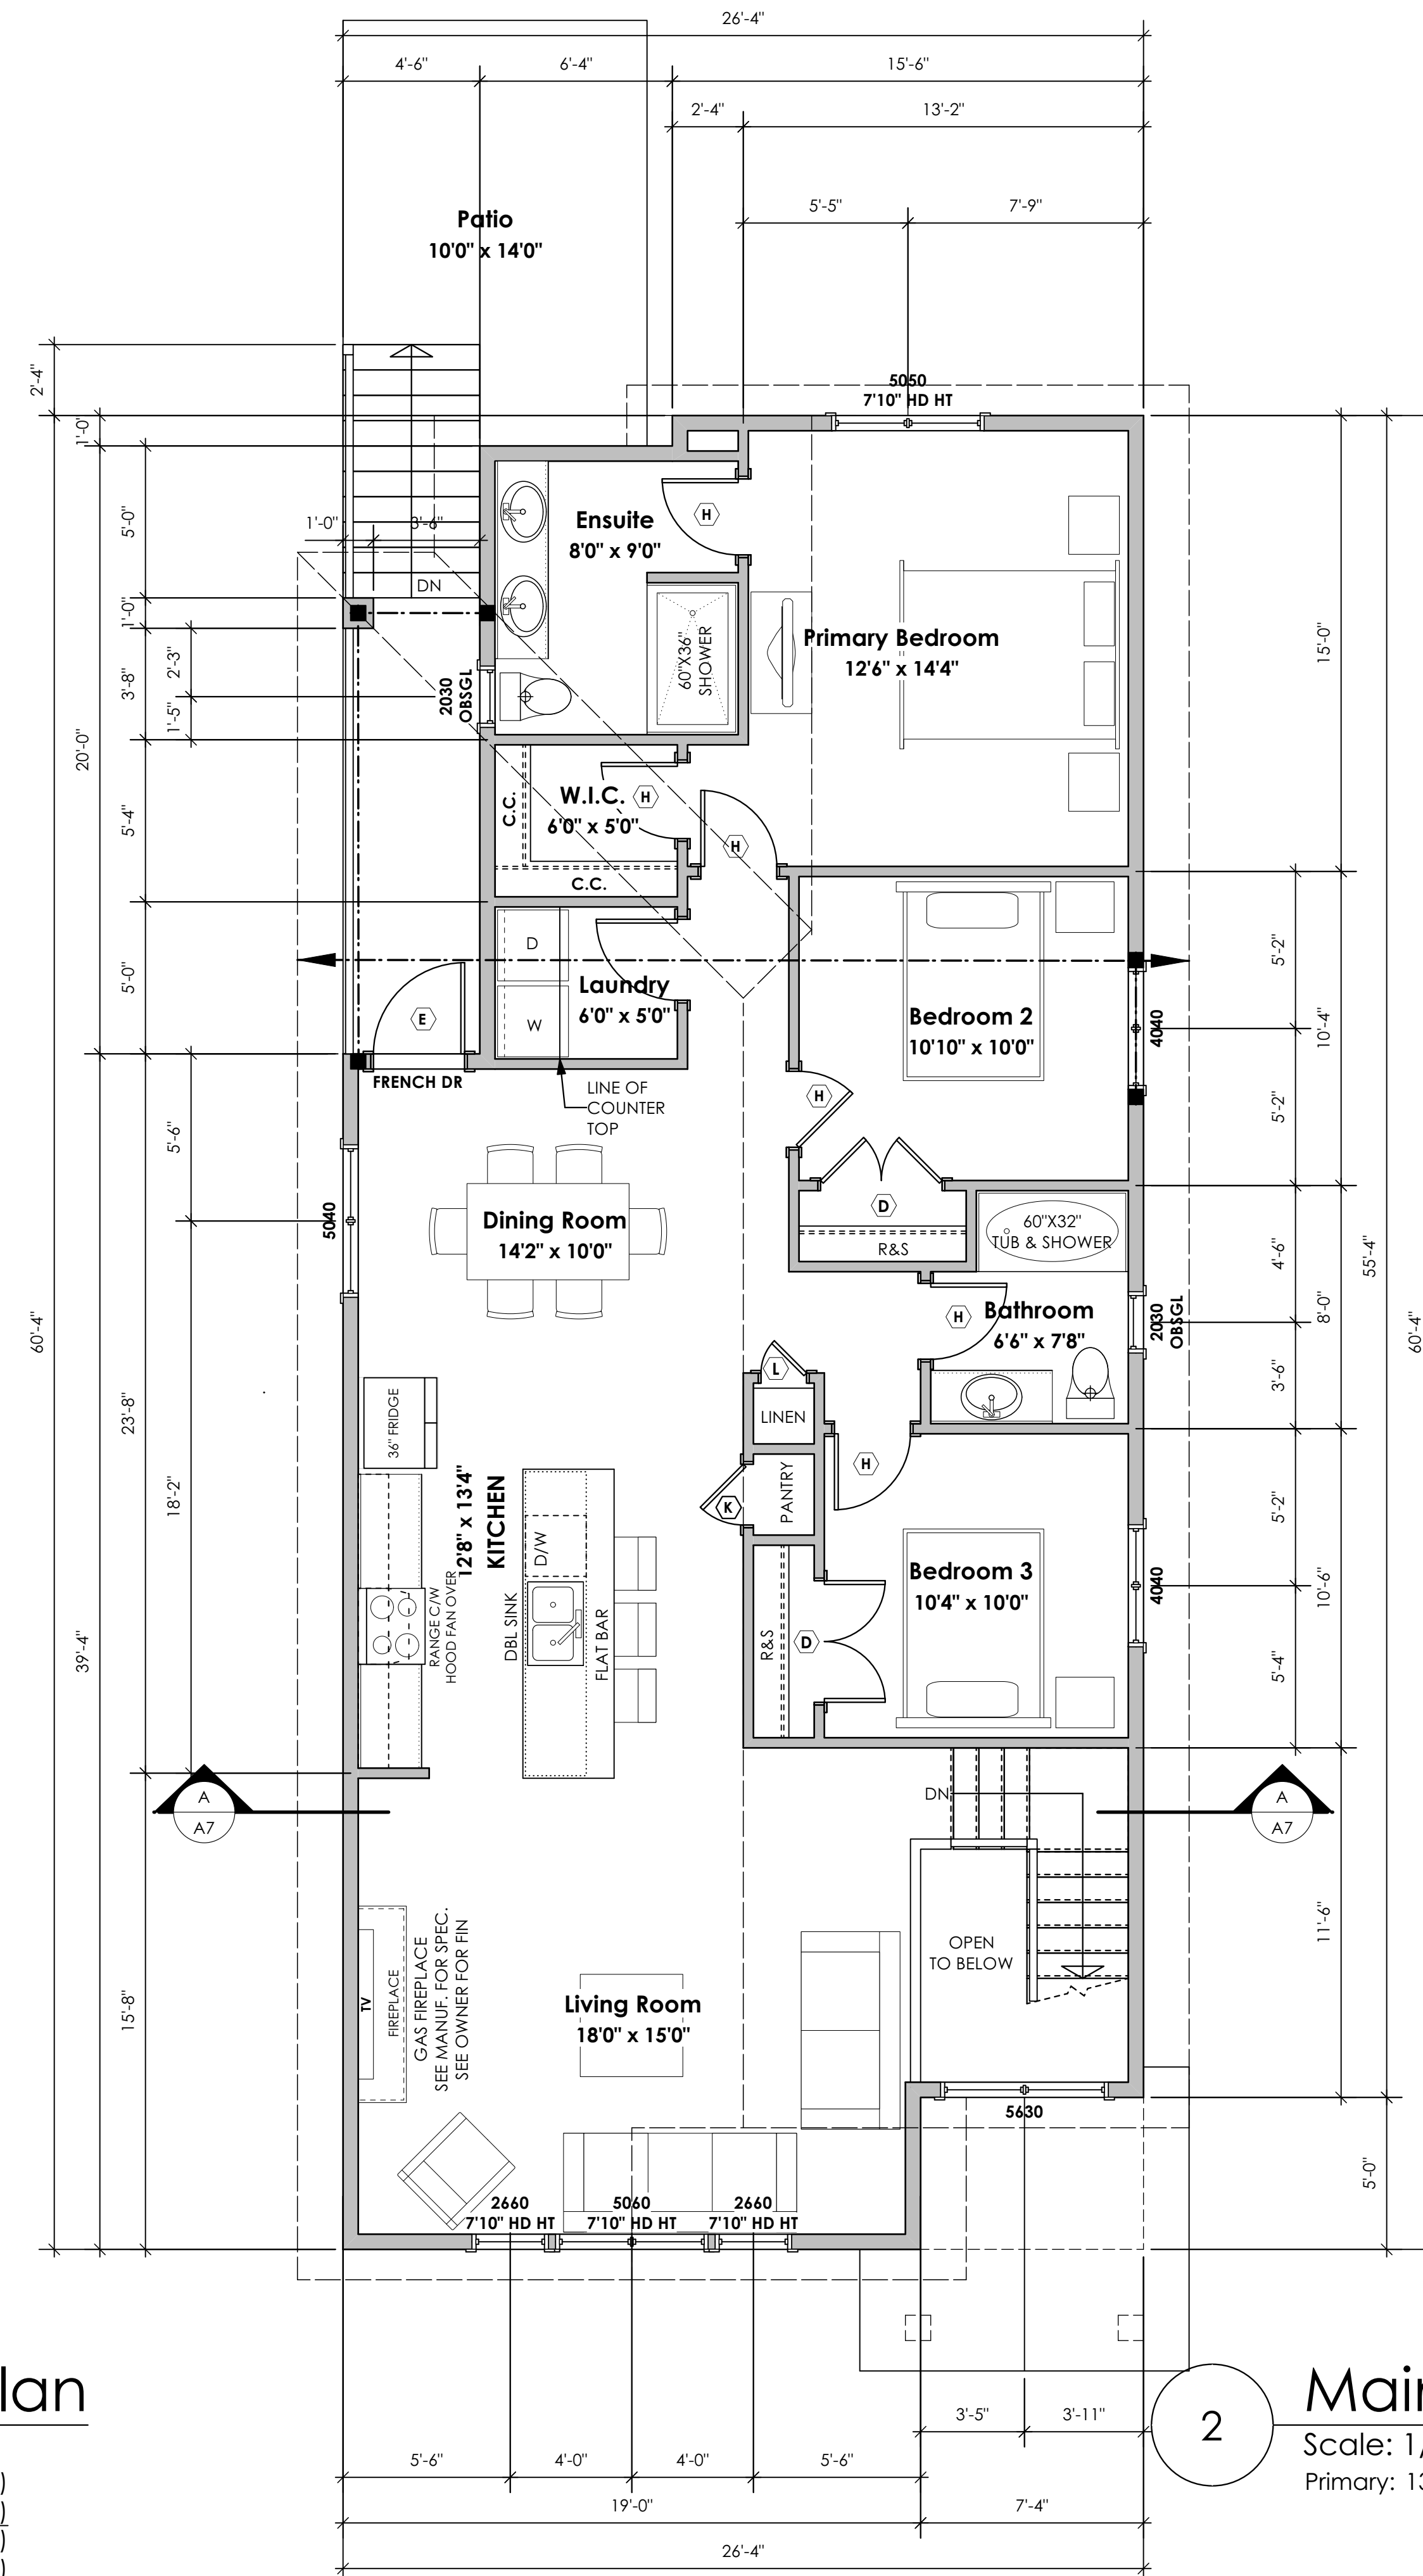 26'-4"
4'-6"
6'-4"
15'-6"
2'-4"
13'-2"
5'-5"
7'-9"
Patio
10'0" x 14'0"
5050
7'10" HD HT
2'-4"
1'-0"
5'-0"
1'-0"
3'-6"
DN
Ensuite
8'0" x 9'0"
H
60"X36"
SHOWER
Primary Bedroom
12'6" x 14'4"
15'-0"
1'-0"
2'-3"
3'-8"
1'-5"
2030
OBSGL
20'-0"
5'-4"
C.C.
W.I.C.
H
6'0" x 5'0"
H
C.C.
5'-0"
D
Laundry
6'0" x 5'0"
W
E
FRENCH DR
LINE OF
COUNTER
TOP
Bedroom 2
10'10" x 10'0"
H
4040
5'-2"
10'-4"
5'-2"
5'-6"
5040
Dining Room
14'2" x 10'0"
D
R&S
60"X32"
TUB & SHOWER
4'-6"
55'-4"
H
Bathroom
6'6" x 7'8"
2030
OBSGL
8'-0"
3'-6"
60'-4"
60'-4"
L
LINEN
23'-8"
36" FRIDGE
18'-2"
12'8" x 13'4"
KITCHEN
D/W
K
PANTRY
H
5'-2"
Bedroom 3
10'4" x 10'0"
4040
10'-6"
5'-4"
RANGE C/W
HOOD FAN OVER
DBL SINK
FLAT BAR
R&S
D
39'-4"
A
A7
DN
A
A7
15'-8"
TV
FIREPLACE
GAS FIREPLACE
SEE MANUF. FOR SPEC.
SEE OWNER FOR FIN
OPEN
TO BELOW
11'-6"
Living Room
18'0" x 15'0"
5630
5'-0"
2660
7'10" HD HT
5060
7'10" HD HT
2660
7'10" HD HT
lan
2
Main
Scale: 1/
Primary: 13
3'-5"
3'-11"
5'-6"
4'-0"
4'-0"
5'-6"
19'-0"
7'-4"
26'-4"
)
)
)
)